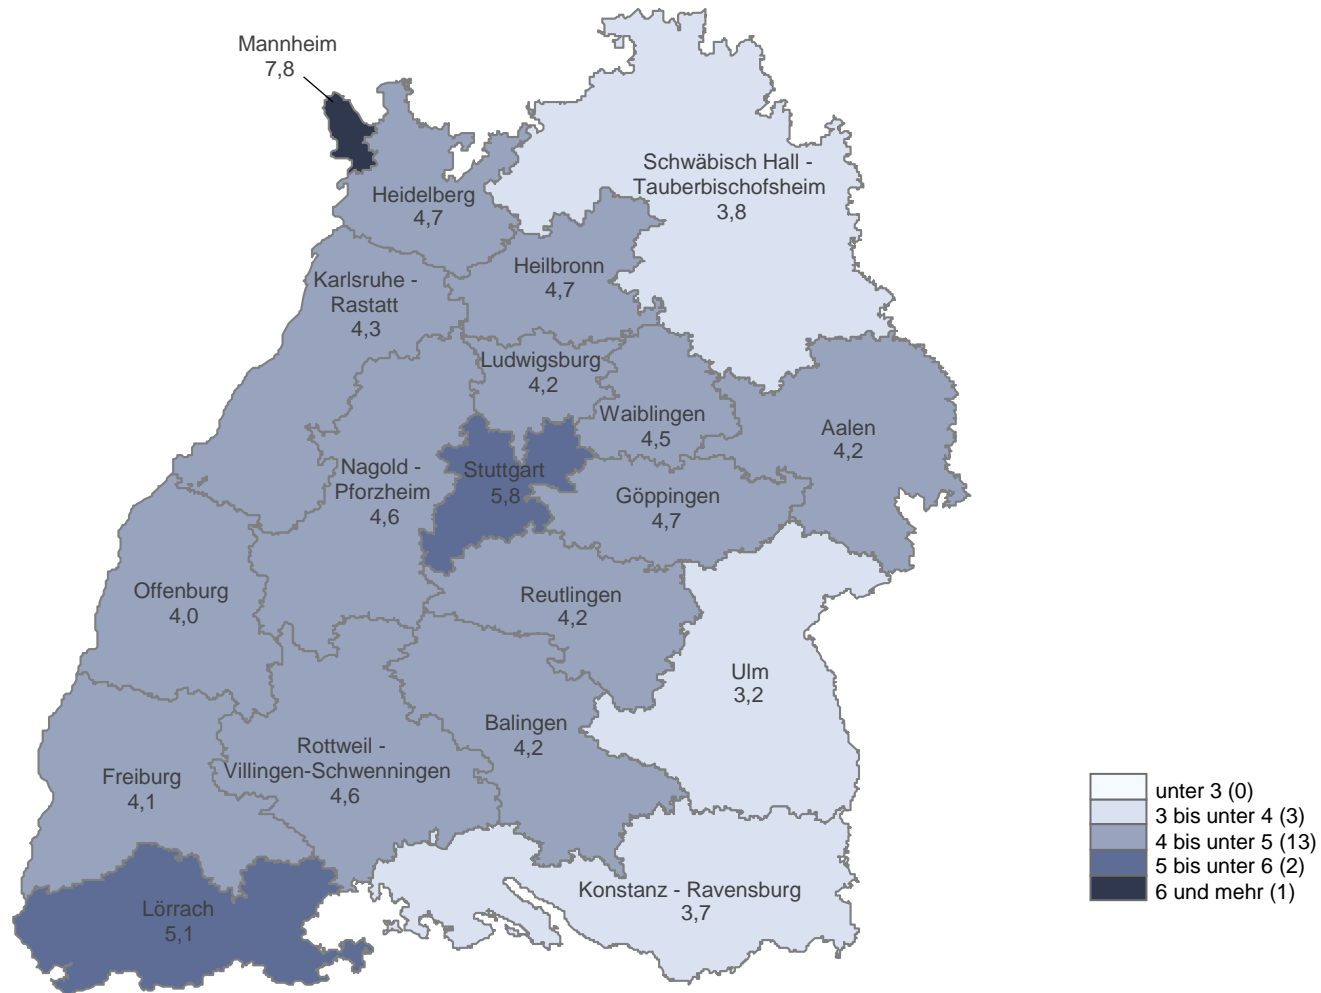 Mannheim
7,8
Schwäbisch Hall -
Tauberbischofsheim
3,8
Heidelberg
4,7
Heilbronn
4,7
Karlsruhe -
Rastatt
4,3
Ludwigsburg
4,2
Waiblingen
4,5
Aalen
4,2
Nagold -
Pforzheim
4,6
Stuttgart
5,8
Göppingen
4,7
Offenburg
4,0
Reutlingen
4,2
Ulm
3,2
Balingen
4,2
Rottweil -
Villingen-Schwenningen
4,6
Freiburg
4,1
Konstanz - Ravensburg
3,7
Lörrach
5,1
unter 3 (0)
3 bis unter 4 (3)
4 bis unter 5 (13)
5 bis unter 6 (2)
6 und mehr (1)